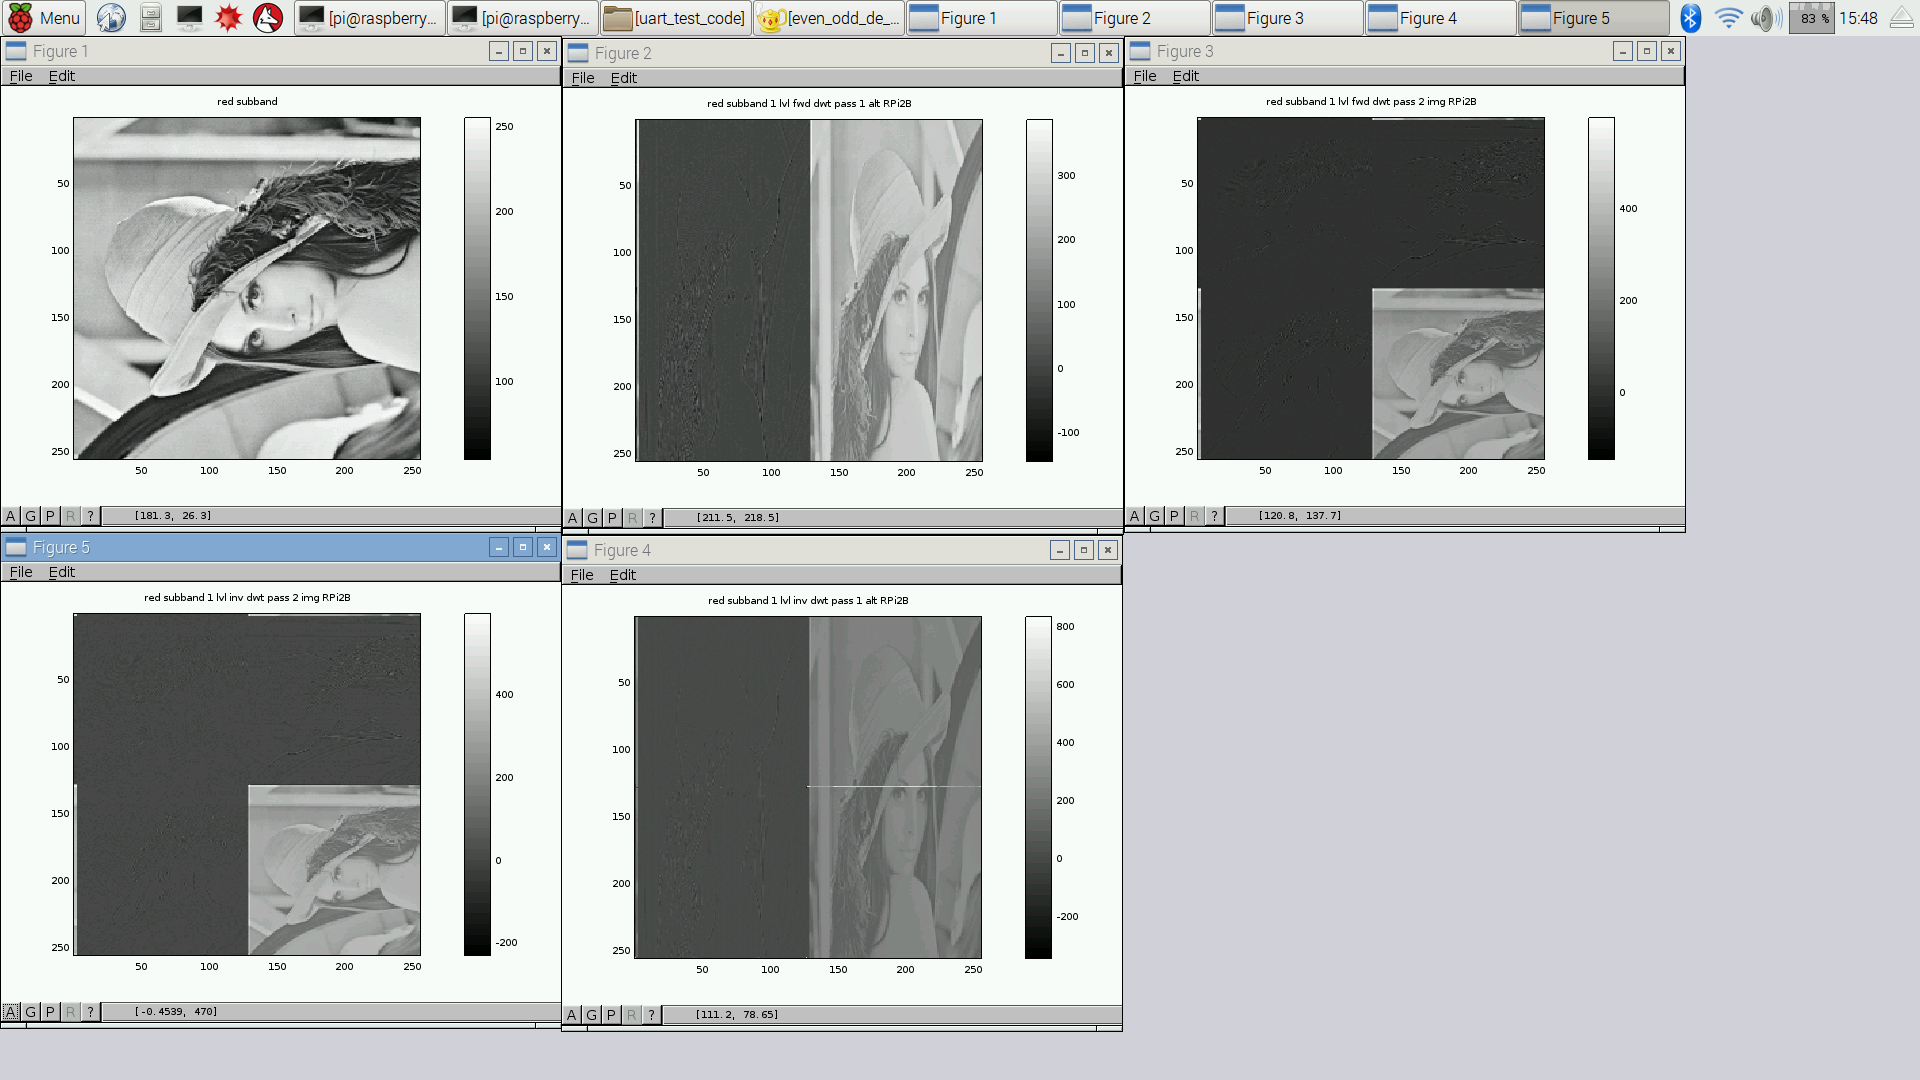 Menu [pi@raspberry... [pi@raspberry... [uart_test_code] [even_odd_de_... Figure 1 Figure 2 Figure 3 Figure 4 Figure 5 83 % 15:48
Figure 1
File Edit
red subband
50
100
150
200
250
50 100 150 200 250
250
200
150
100
A G P R ? [181.3, 26.3]
Figure 2
File Edit
red subband 1 lvl fwd dwt pass 1 alt RPi2B
50
100
150
200
250
50 100 150 200 250
300
200
100
0
-100
A G P R ? [211.5, 218.5]
Figure 3
File Edit
red subband 1 lvl fwd dwt pass 2 img RPi2B
50
100
150
200
250
50 100 150 200 250
400
200
0
A G P R ? [120.8, 137.7]
Figure 5
File Edit
red subband 1 lvl inv dwt pass 2 img RPi2B
50
100
150
200
250
50 100 150 200 250
400
200
0
-200
A G P R ? [-0.4539, 470]
Figure 4
File Edit
red subband 1 lvl inv dwt pass 1 alt RPi2B
50
100
150
200
250
50 100 150 200 250
800
600
400
200
0
-200
A G P R ? [111.2, 78.65]